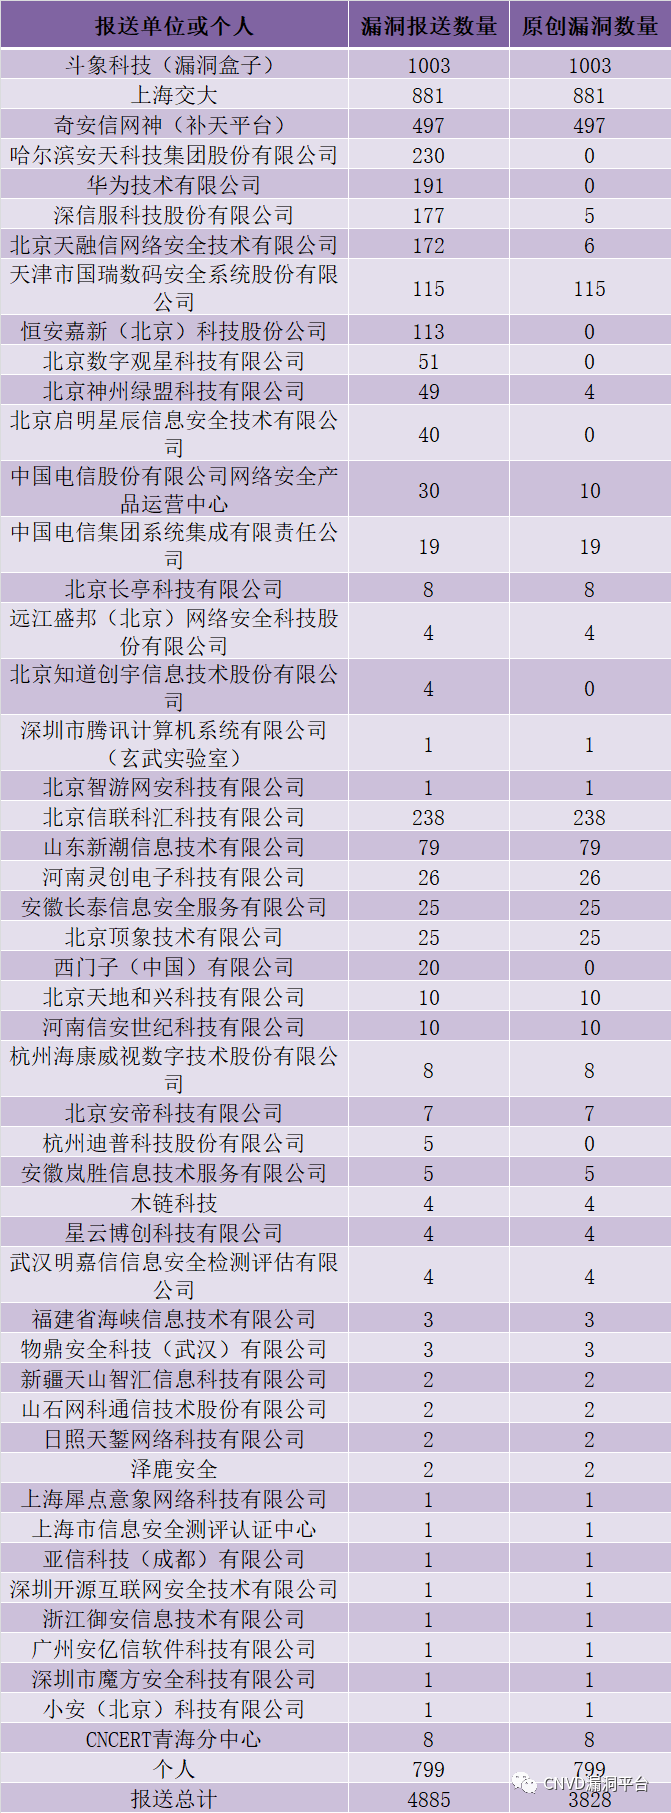 报送单位或个人 漏洞报送数量 原创漏洞数量
斗象科技（漏洞盒子） 1003 1003
上海交大 881 881
奇安信网神（补天平台） 497 497
哈尔滨安天科技集团股份有限公司 230 0
华为技术有限公司 191 0
深信服科技股份有限公司 177 5
北京天融信网络安全技术有限公司 172 6
天津市国瑞数码安全系统股份有限
公司 115 115
恒安嘉新（北京）科技股份公司 113 0
北京数字观星科技有限公司 51 0
北京神州绿盟科技有限公司 49 4
北京启明星辰信息安全技术有限公
司 40 0
中国电信股份有限公司网络安全产
品运营中心 30 10
中国电信集团系统集成有限责任公
司 19 19
北京长亭科技有限公司 8 8
远江盛邦（北京）网络安全科技股
份有限公司 4 4
北京知道创宇信息技术股份有限公
司 4 0
深圳市腾讯计算机系统有限公司
（玄武实验室） 1 1
北京智游网安科技有限公司 1 1
北京信联科汇科技有限公司 238 238
山东新潮信息技术有限公司 79 79
河南灵创电子科技有限公司 26 26
安徽长泰信息安全服务有限公司 25 25
北京顶象技术有限公司 25 25
西门子（中国）有限公司 20 0
北京天地和兴科技有限公司 10 10
河南信安世纪科技有限公司 10 10
杭州海康威视数字技术股份有限公
司 8 8
北京安帝科技有限公司 7 7
杭州迪普科技股份有限公司 5 0
安徽岚胜信息技术服务有限公司 5 5
木链科技 4 4
星云博创科技有限公司 4 4
武汉明嘉信信息安全检测评估有限
公司 4 4
福建省海峡信息技术有限公司 3 3
物鼎安全科技（武汉）有限公司 3 3
新疆天山智汇信息科技有限公司 2 2
山石网科通信技术股份有限公司 2 2
日照天錾网络科技有限公司 2 2
泽鹿安全 2 2
上海犀点意象网络科技有限公司 1 1
上海市信息安全测评认证中心 1 1
亚信科技（成都）有限公司 1 1
深圳开源互联网安全技术有限公司 1 1
浙江御安信息技术有限公司 1 1
广州安亿信软件科技有限公司 1 1
深圳市魔方安全科技有限公司 1 1
小安（北京）科技有限公司 1 1
CNCERT青海分中心 8 8
个人 799 799
CNVD漏洞平台
报送总计 4885 3828